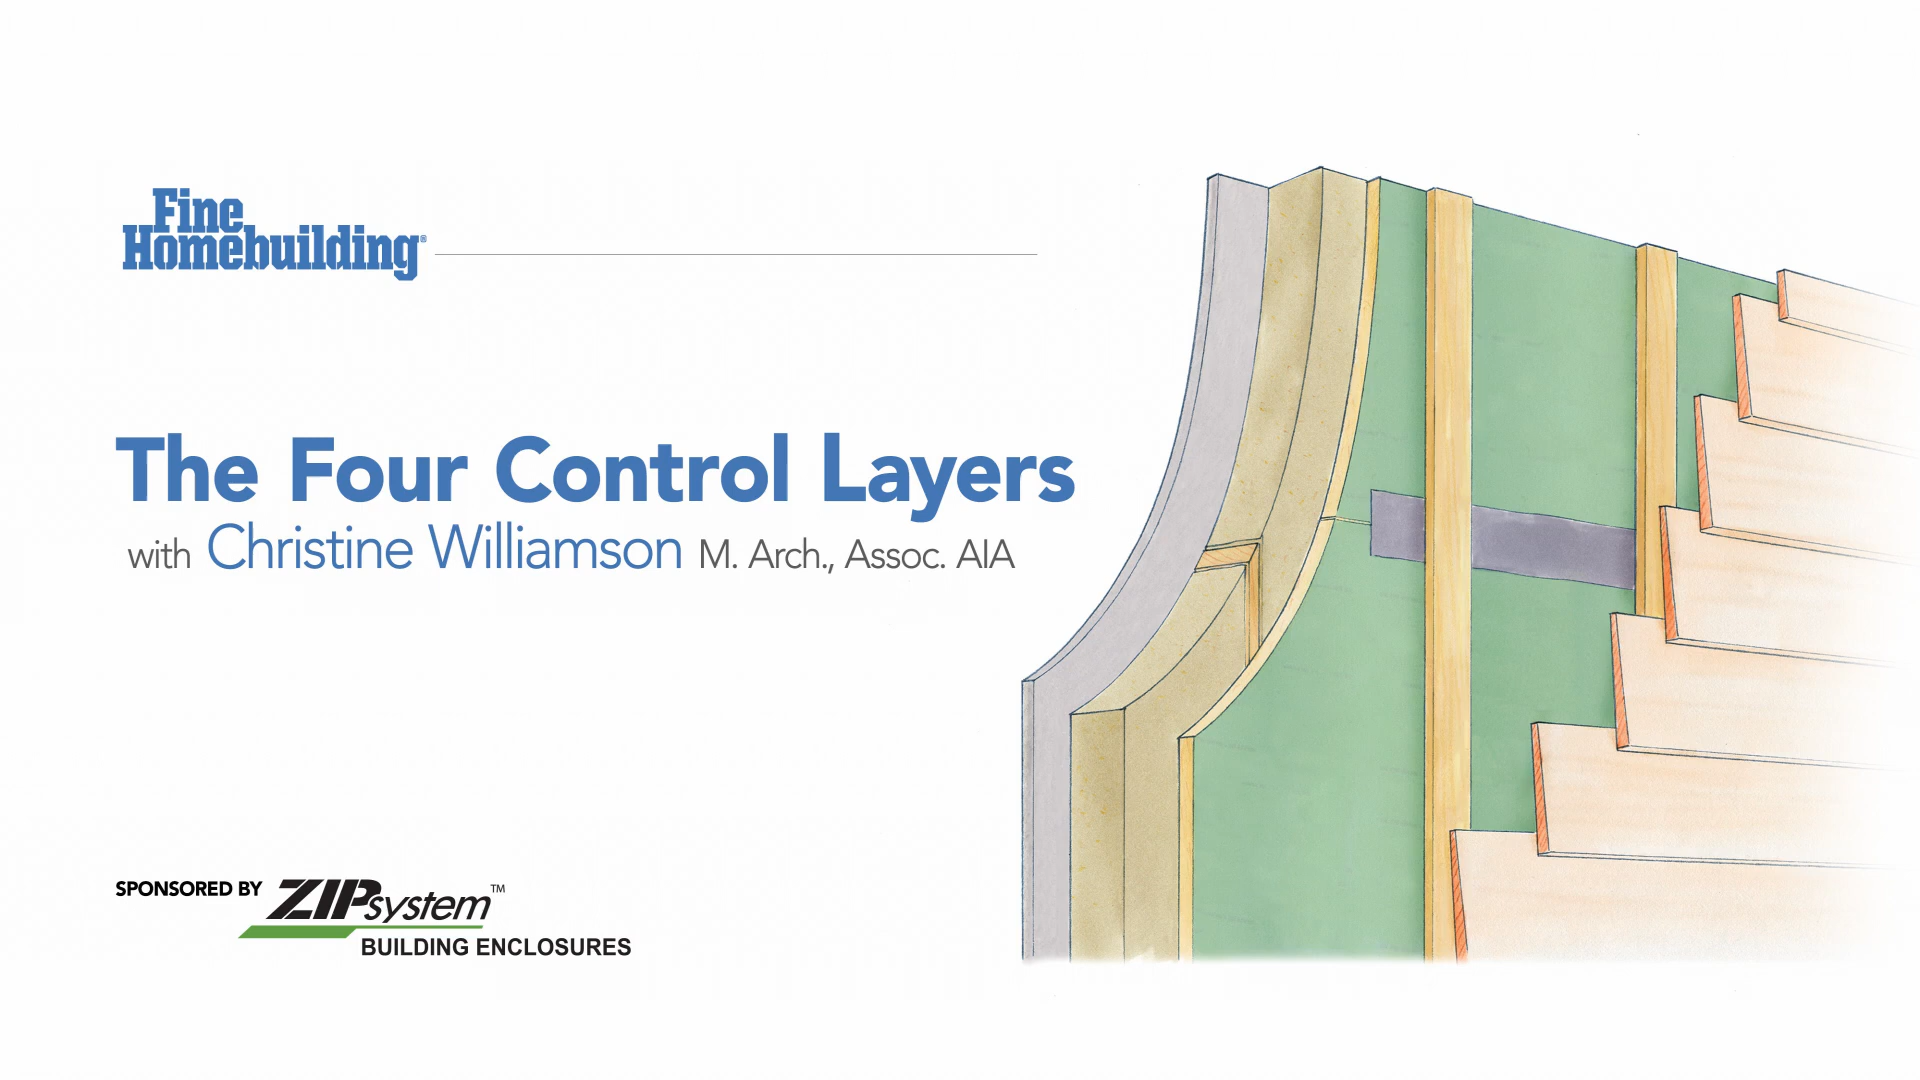 Fine
Homebuilding®
The Four Control Layers
with Christine Williamson M. Arch., Assoc. AIA
SPONSORED BY ZIPsystem™
BUILDING ENCLOSURES